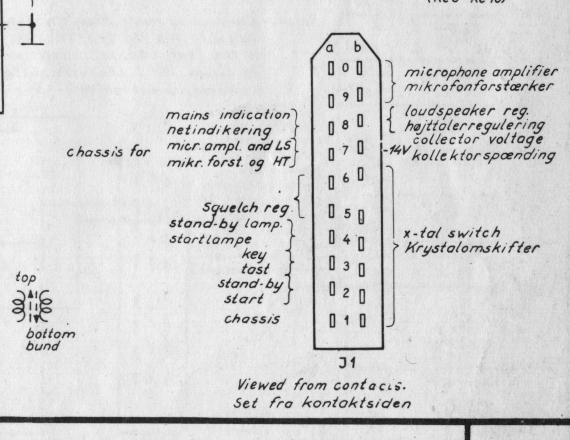 a b
0
9
8
7
6
5
4
3
2
1
mains indication
netindikering
chassis for
micr. ampl. and LS
mikr. forst. og HT
Squelch reg.
stand-by lamp.
startlampe
key
tast
stand-by
start
chassis
microphone amplifier
mikrofonforstærker
loudspeaker reg.
højttalerregulering
-14V
collector voltage
kollektorspænding
x-tal switch
Krystalomskifter
top
bottom
bund
J1
Viewed from contacts.
Set fra kontaktsiden